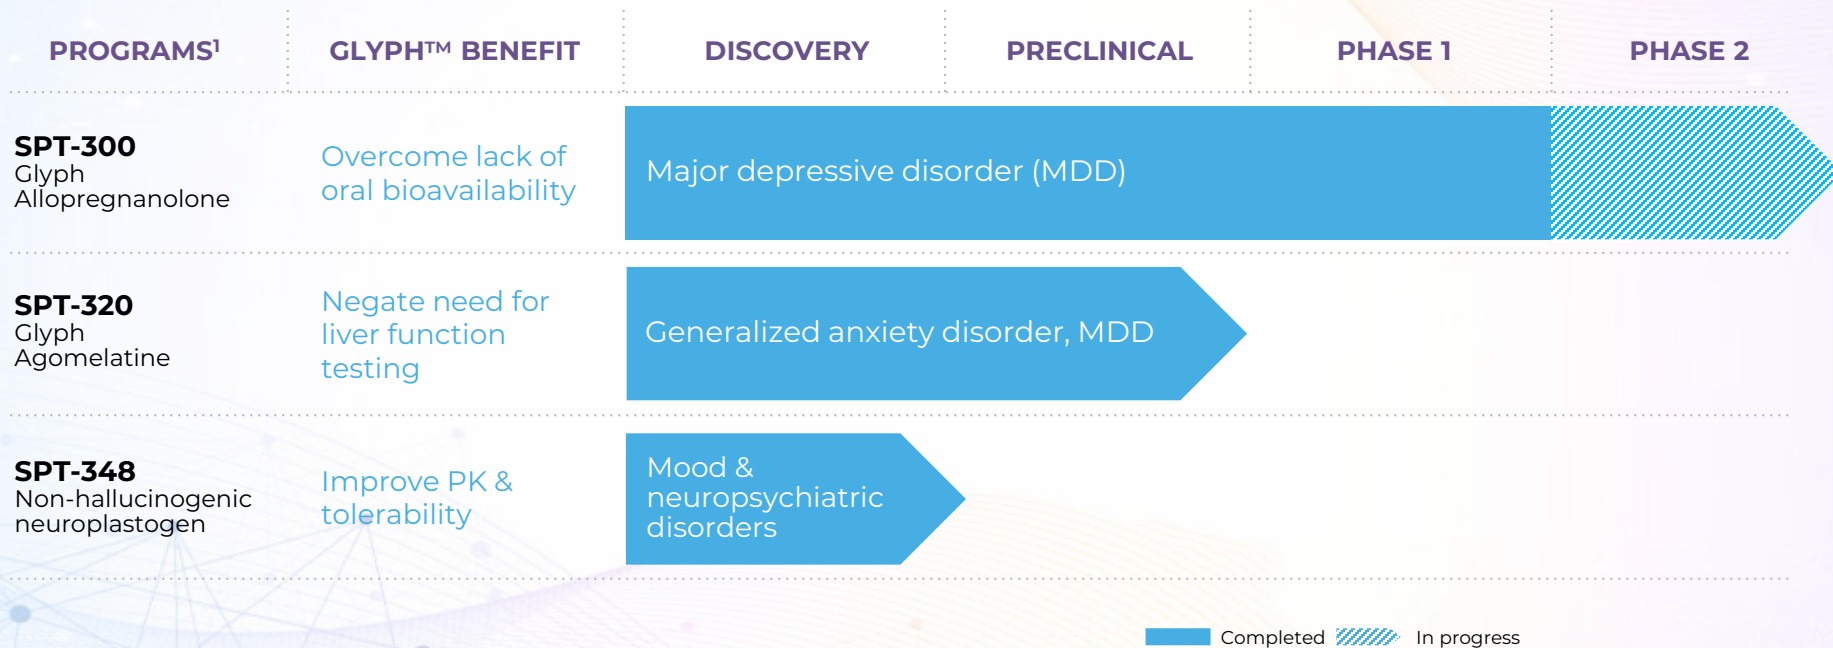 PROGRAMS¹
GLYPH™ BENEFIT
DISCOVERY
PRECLINICAL
PHASE 1
PHASE 2
SPT-300
Glyph
Allopregnanolone
Overcome lack of
oral bioavailability
Major depressive disorder (MDD)
SPT-320
Glyph
Agomelatine
Negate need for
liver function
testing
Generalized anxiety disorder, MDD
SPT-348
Non-hallucinogenic
neuroplastogen
Improve PK &
tolerability
Mood &
neuropsychiatric
disorders
Completed
In progress